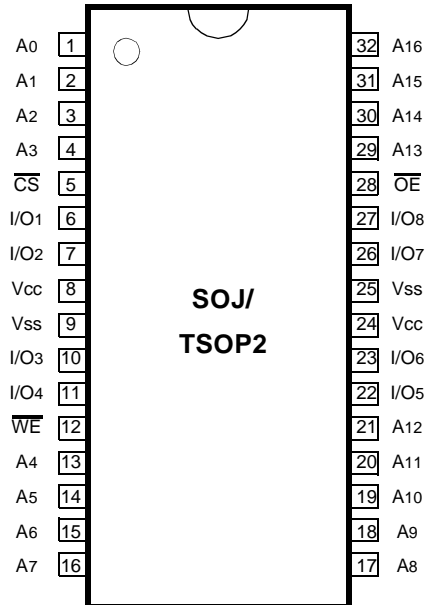 A0 1 32 A16
A1 2 31 A15
A2 3 30 A14
A3 4 29 A13
C̅S̅ 5 28 O̅E̅
I/O1 6 27 I/O8
I/O2 7 26 I/O7
Vcc 8 25 Vss
SOJ/
Vss 9 24 Vcc
TSOP2
I/O3 10 23 I/O6
I/O4 11 22 I/O5
W̅E̅ 12 21 A12
A4 13 20 A11
A5 14 19 A10
A6 15 18 A9
A7 16 17 A8